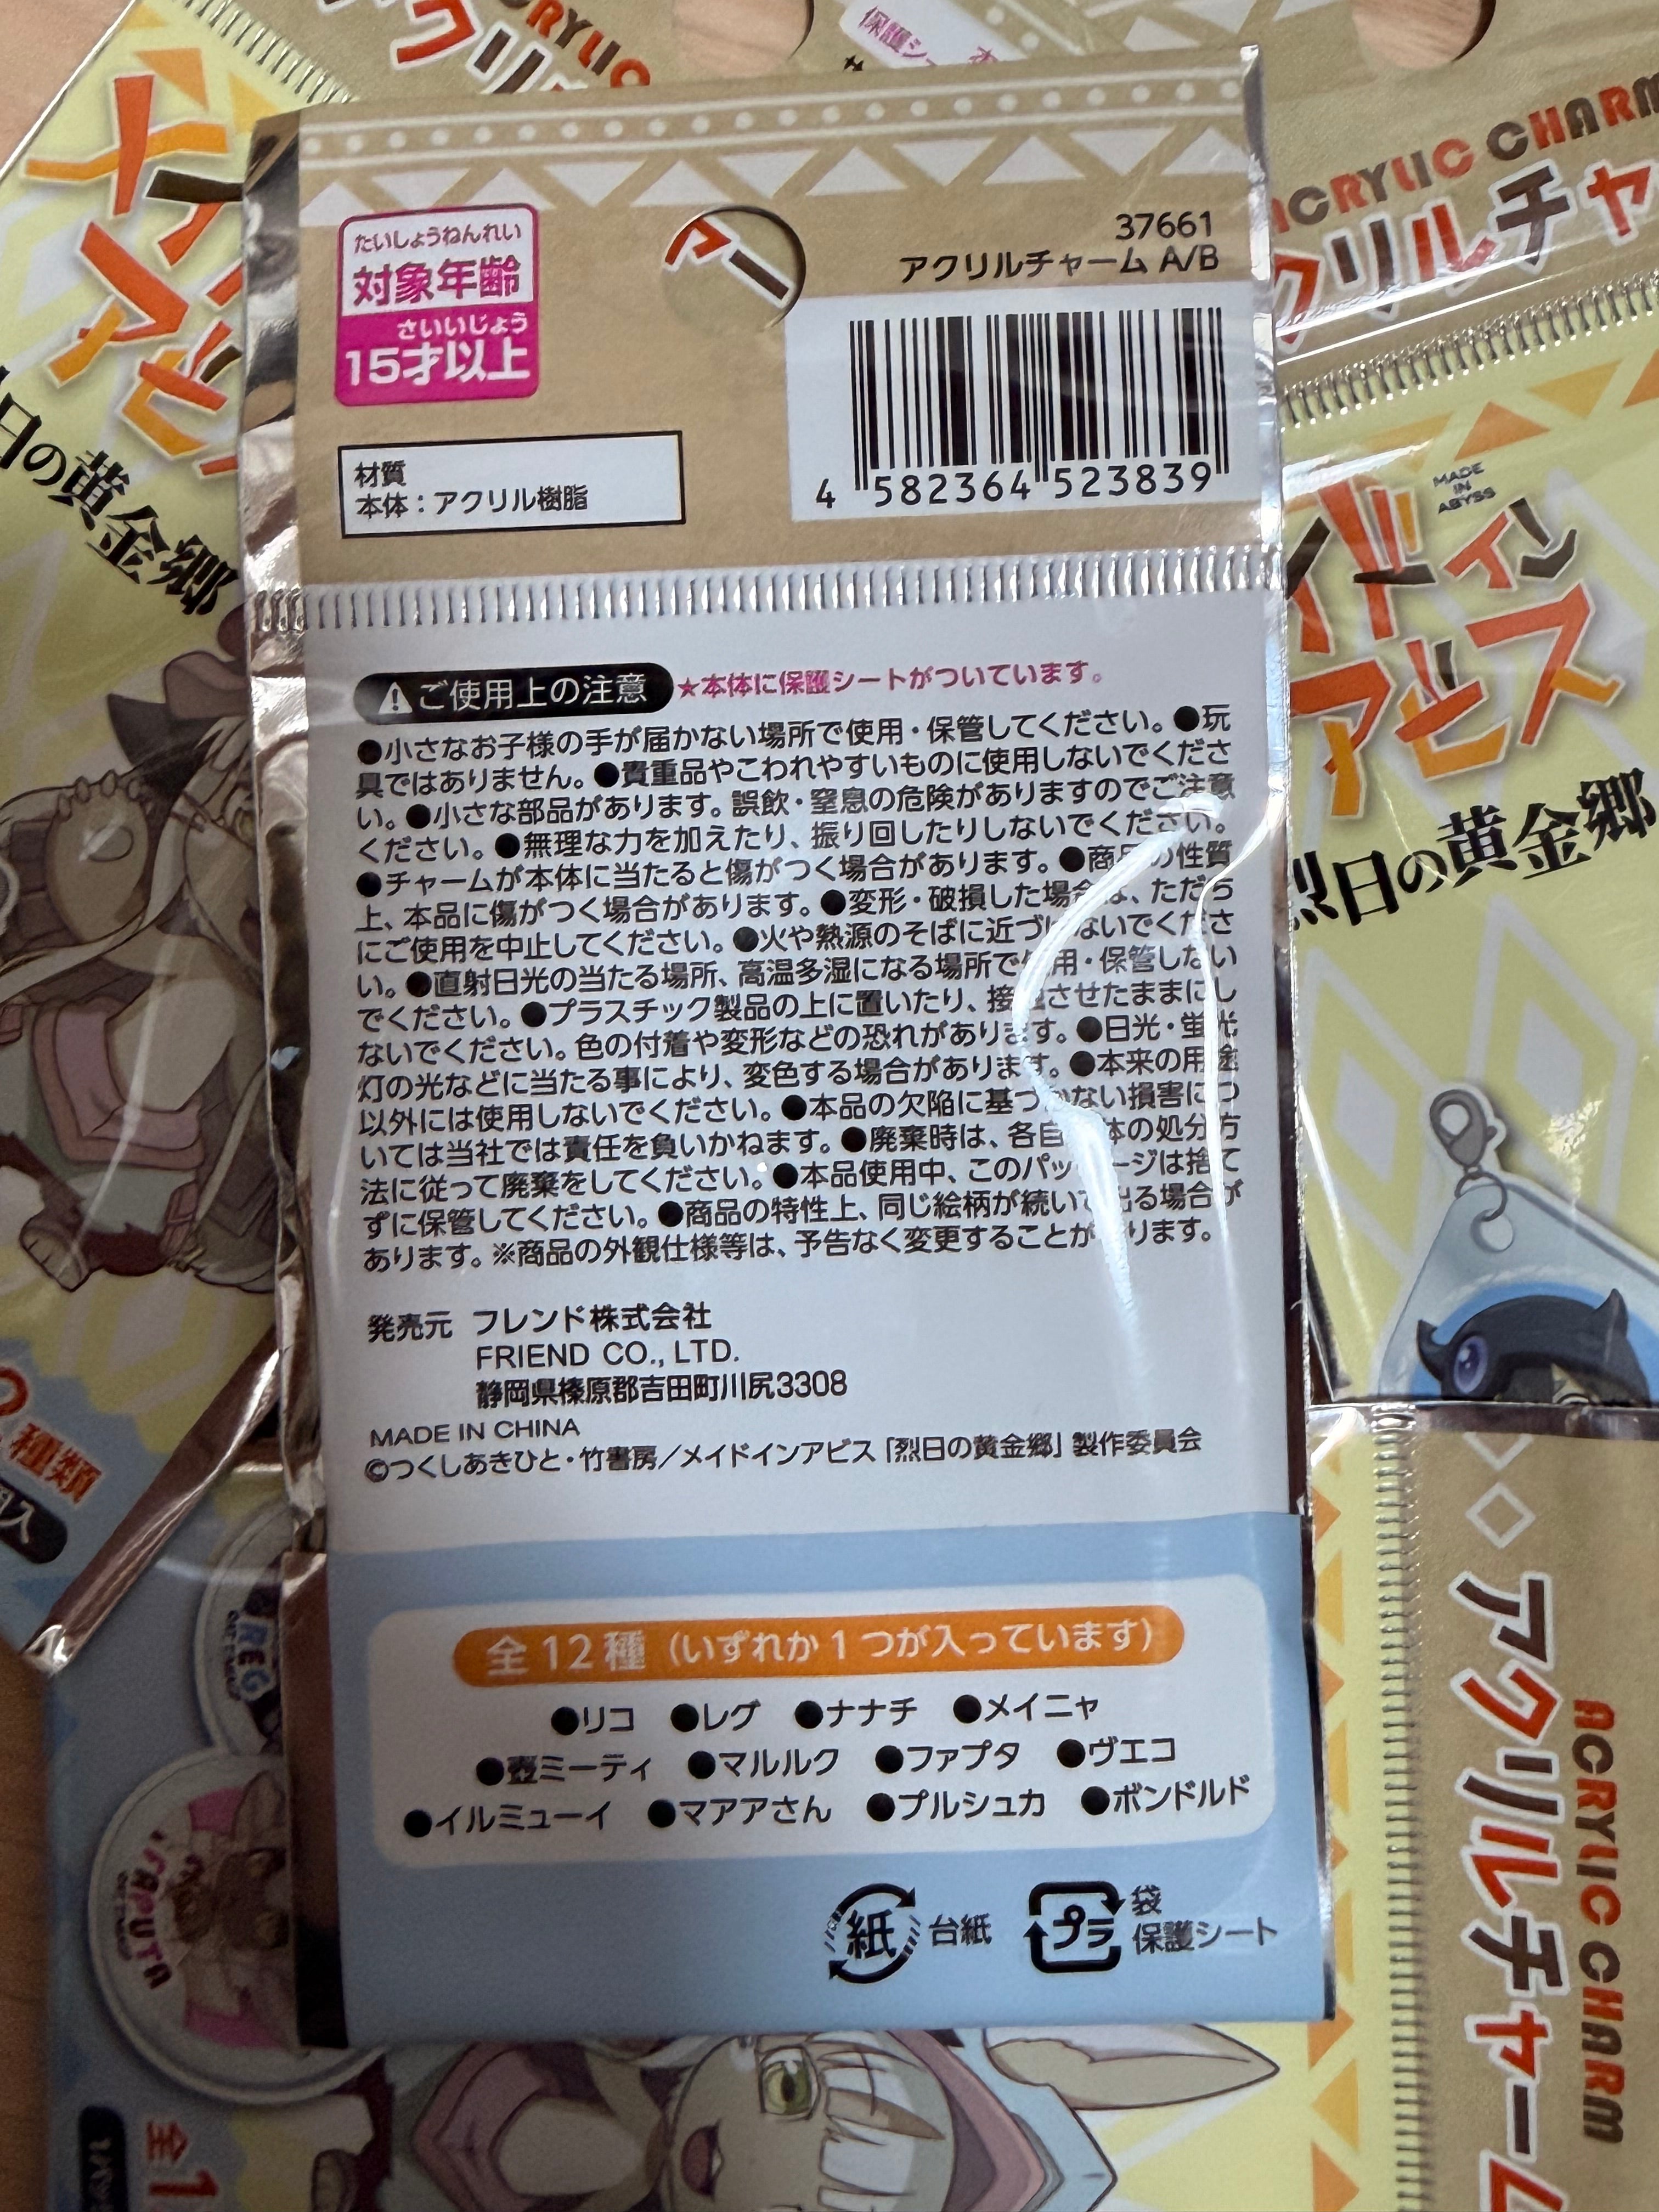 たいしょうねんれい
対象年齢
さいいじょう
15才以上
37661
アクリルチャーム A/B
4 582364 523839
材質
本体：アクリル樹脂
ご使用上の注意 ★本体に保護シートがついています。
●小さなお子様の手が届かない場所で使用・保管してください。●玩
具ではありません。●貴重品やこわれやすいものに使用しないでくださ
い。●小さな部品があります。誤飲・窒息の危険がありますのでご注意
ください。●無理な力を加えたり、振り回したりしないでください。
●チャームが本体に当たると傷がつく場合があります。●商品の性質
上、本品に傷がつく場合があります。●変形・破損した場合は、ただち
にご使用を中止してください。●火や熱源のそばに近づけないでくださ
い。●直射日光の当たる場所、高温多湿になる場所で使用・保管しない
でください。●プラスチック製品の上に置いたり、接触させたままにし
ないでください。色の付着や変形などの恐れがあります。●日光・蛍光
灯の光などに当たる事により、変色する場合があります。●本来の用途
以外には使用しないでください。●本品の欠陥に基づかない損害につ
いては当社では責任を負いかねます。●廃棄時は、各自治体の処分方
法に従って廃棄をしてください。●本品使用中、このパッケージは捨て
ずに保管してください。●商品の特性上、同じ絵柄が続いて出る場合が
あります。※商品の外観仕様等は、予告なく変更することがあります。
発売元 フレンド株式会社
FRIEND CO., LTD.
静岡県榛原郡吉田町川尻3308
MADE IN CHINA
©つくしあきひと・竹書房／メイドインアビス「烈日の黄金郷」製作委員会
全12種（いずれか1つが入っています）
●リコ ●レグ ●ナナチ ●メイニャ
●壺ミーティ ●マルルク ●ファプタ ●ヴエコ
●イルミューイ ●マアアさん ●プルシュカ ●ボンドルド
紙 台紙
プラ 袋
保護シート
ACRYLIC CHARM
クリルチャ
MADE
IN
ABYSS
イドイン
アビス
烈日の黄金郷
日の黄金郷
種類
REG
ACRYLIC CHARM
アクリルチャーム
全1